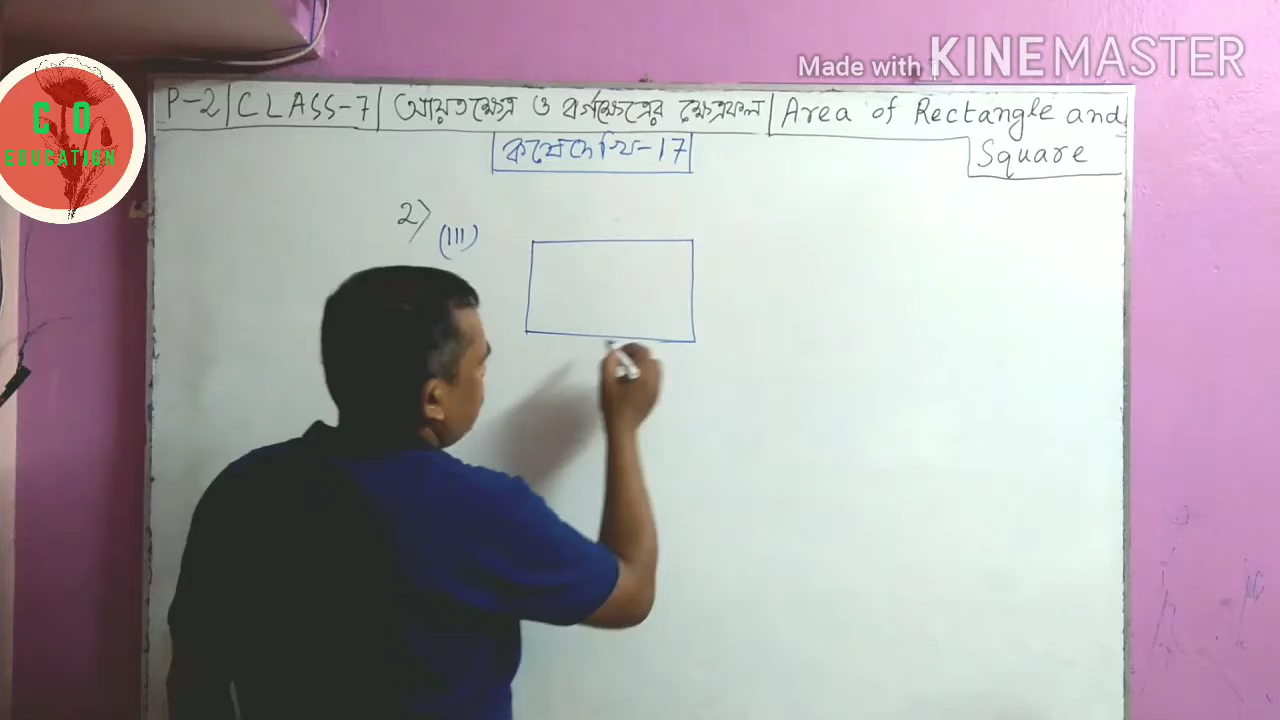 Made with KINEMASTER
P-2 | CLASS-7 | আয়তক্ষেত্র ও বর্গক্ষেত্রের ক্ষেত্রফল | Area of Rectangle and
Square
CO
EDUCATION
কষে দেখি-17
2)
(III)